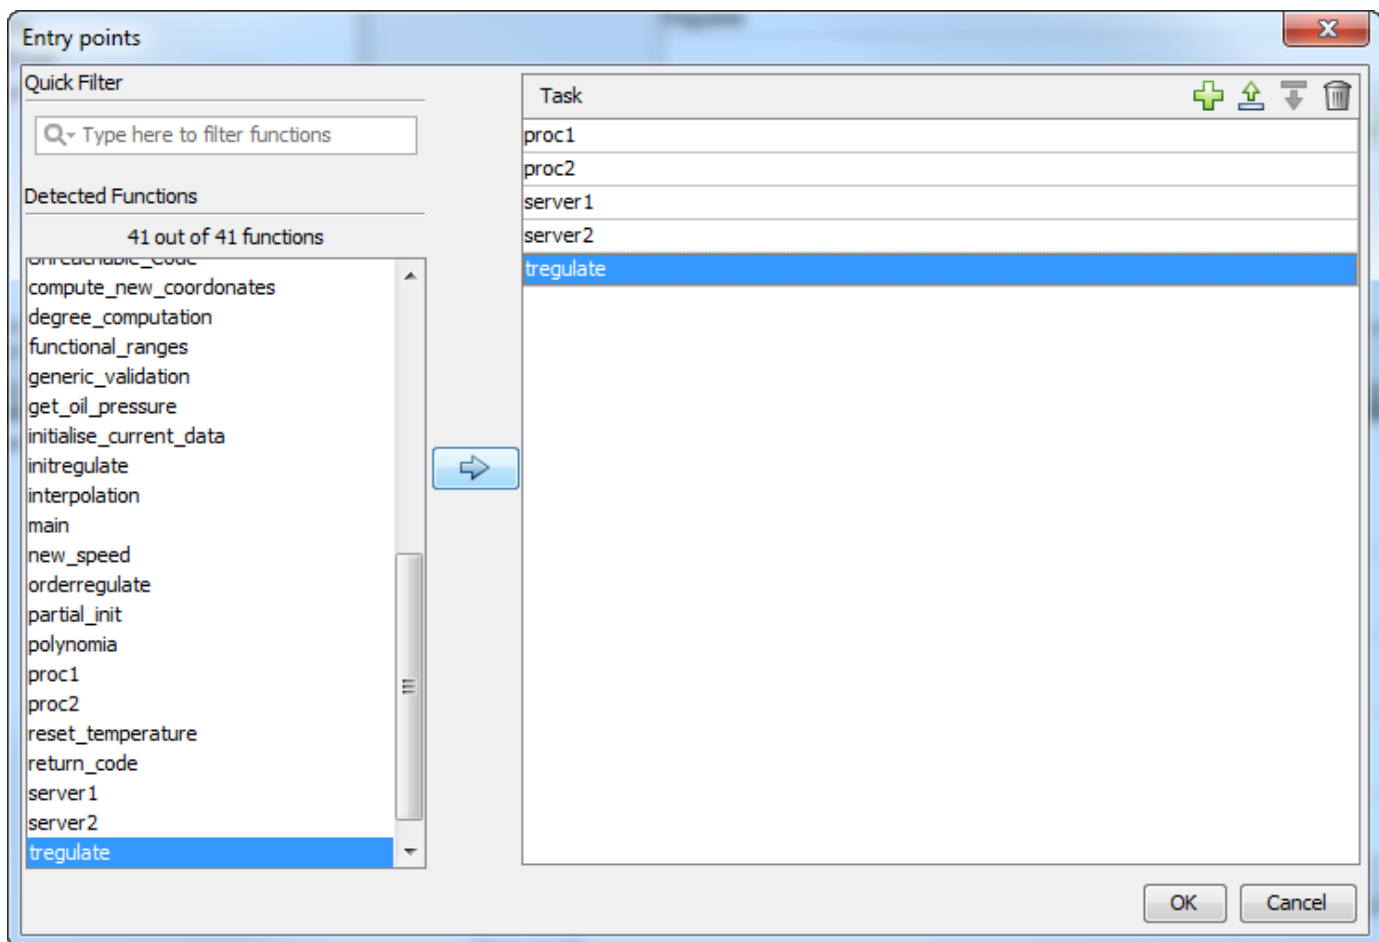 Entry points
Quick Filter
Type here to filter functions
Detected Functions
41 out of 41 functions
compute_new_coordonates
degree_computation
functional_ranges
generic_validation
get_oil_pressure
initialise_current_data
initregulate
interpolation
main
new_speed
orderregulate
partial_init
polynomia
proc1
proc2
reset_temperature
return_code
server1
server2
tregulate
Task
proc1
proc2
server1
server2
tregulate
OK
Cancel